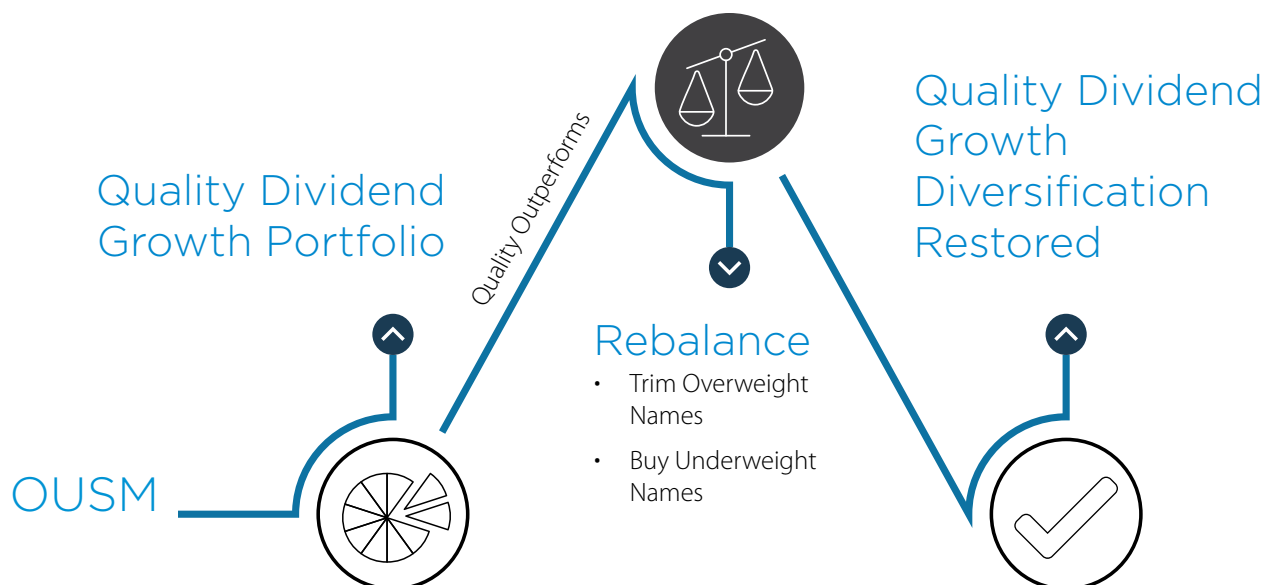 OUSM
Quality Dividend
Growth Portfolio
Quality Outperforms
Rebalance
• Trim Overweight
Names
• Buy Underweight
Names
Quality Dividend
Growth
Diversification
Restored